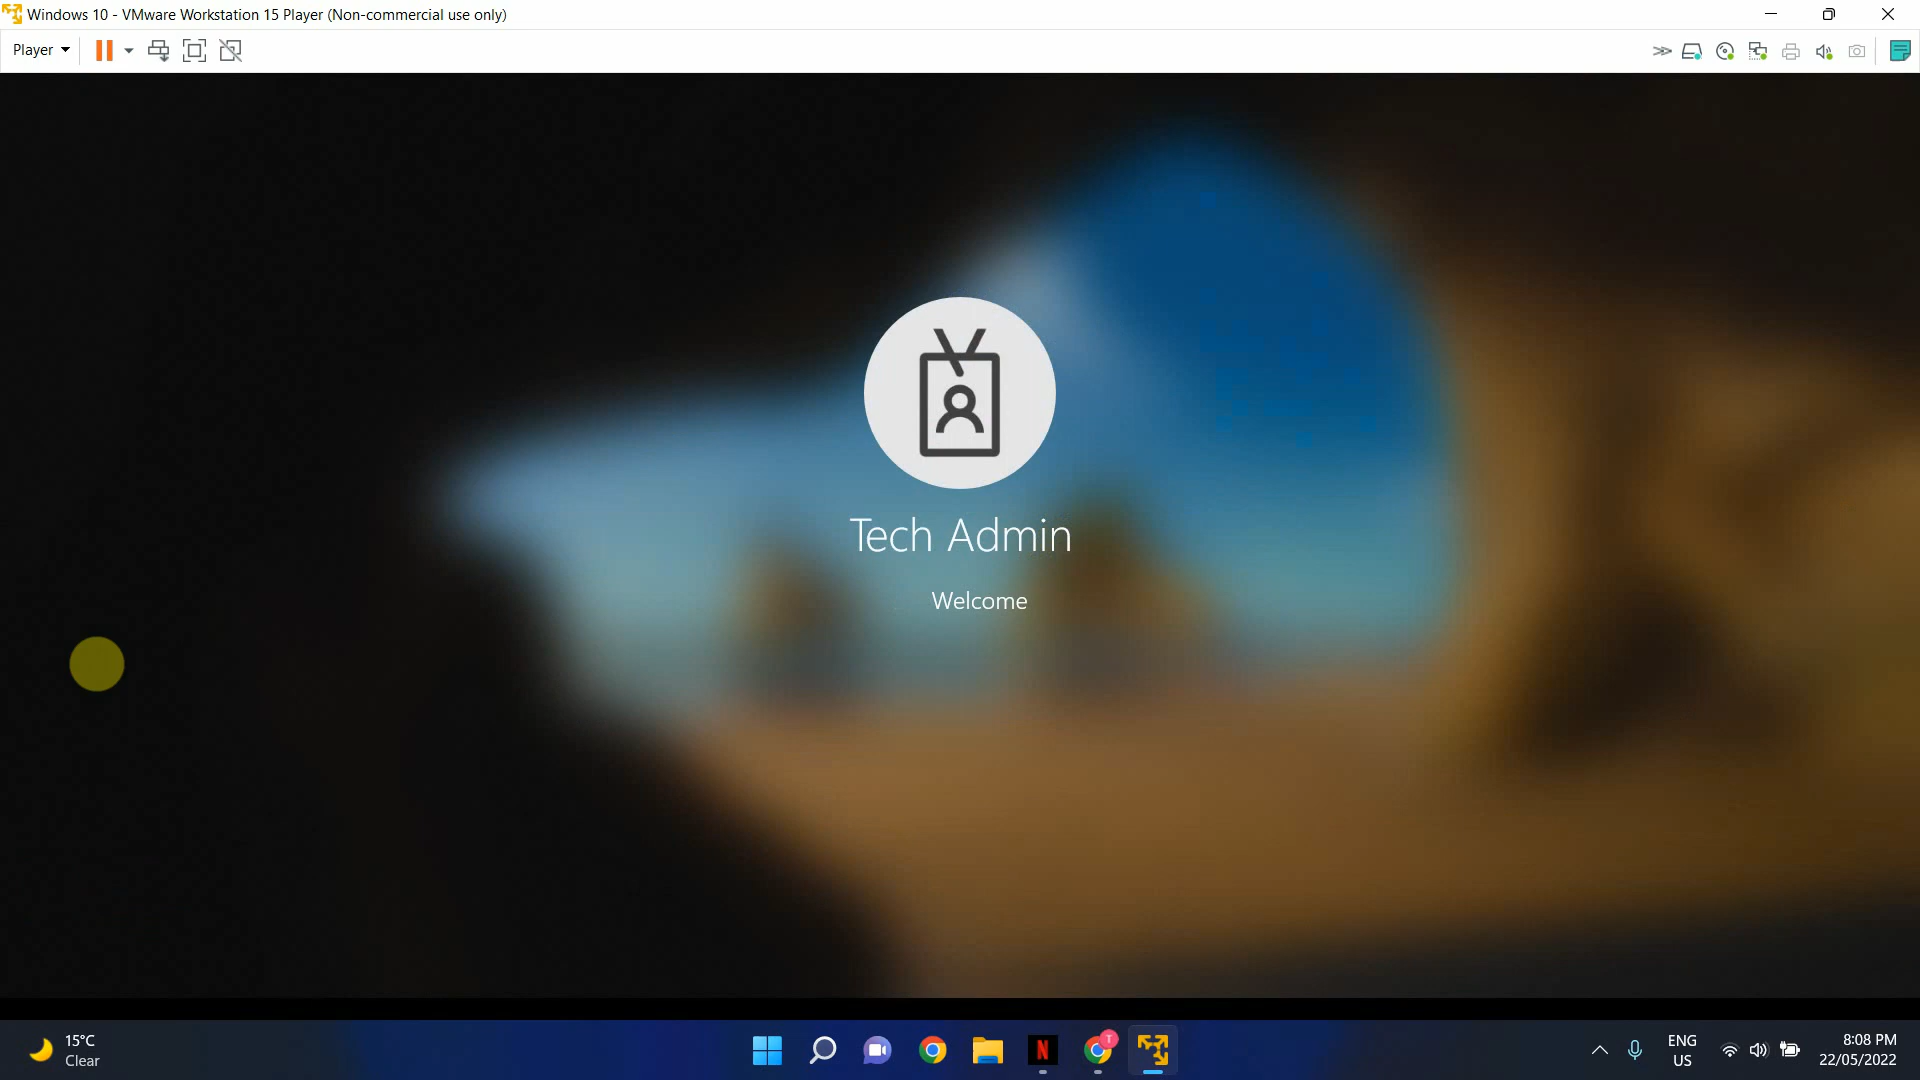 Windows 10 - VMware Workstation 15 Player (Non-commercial use only)
Player
Tech Admin
Welcome
15°C
Clear
N
T
ENG
US
8:08 PM
22/05/2022